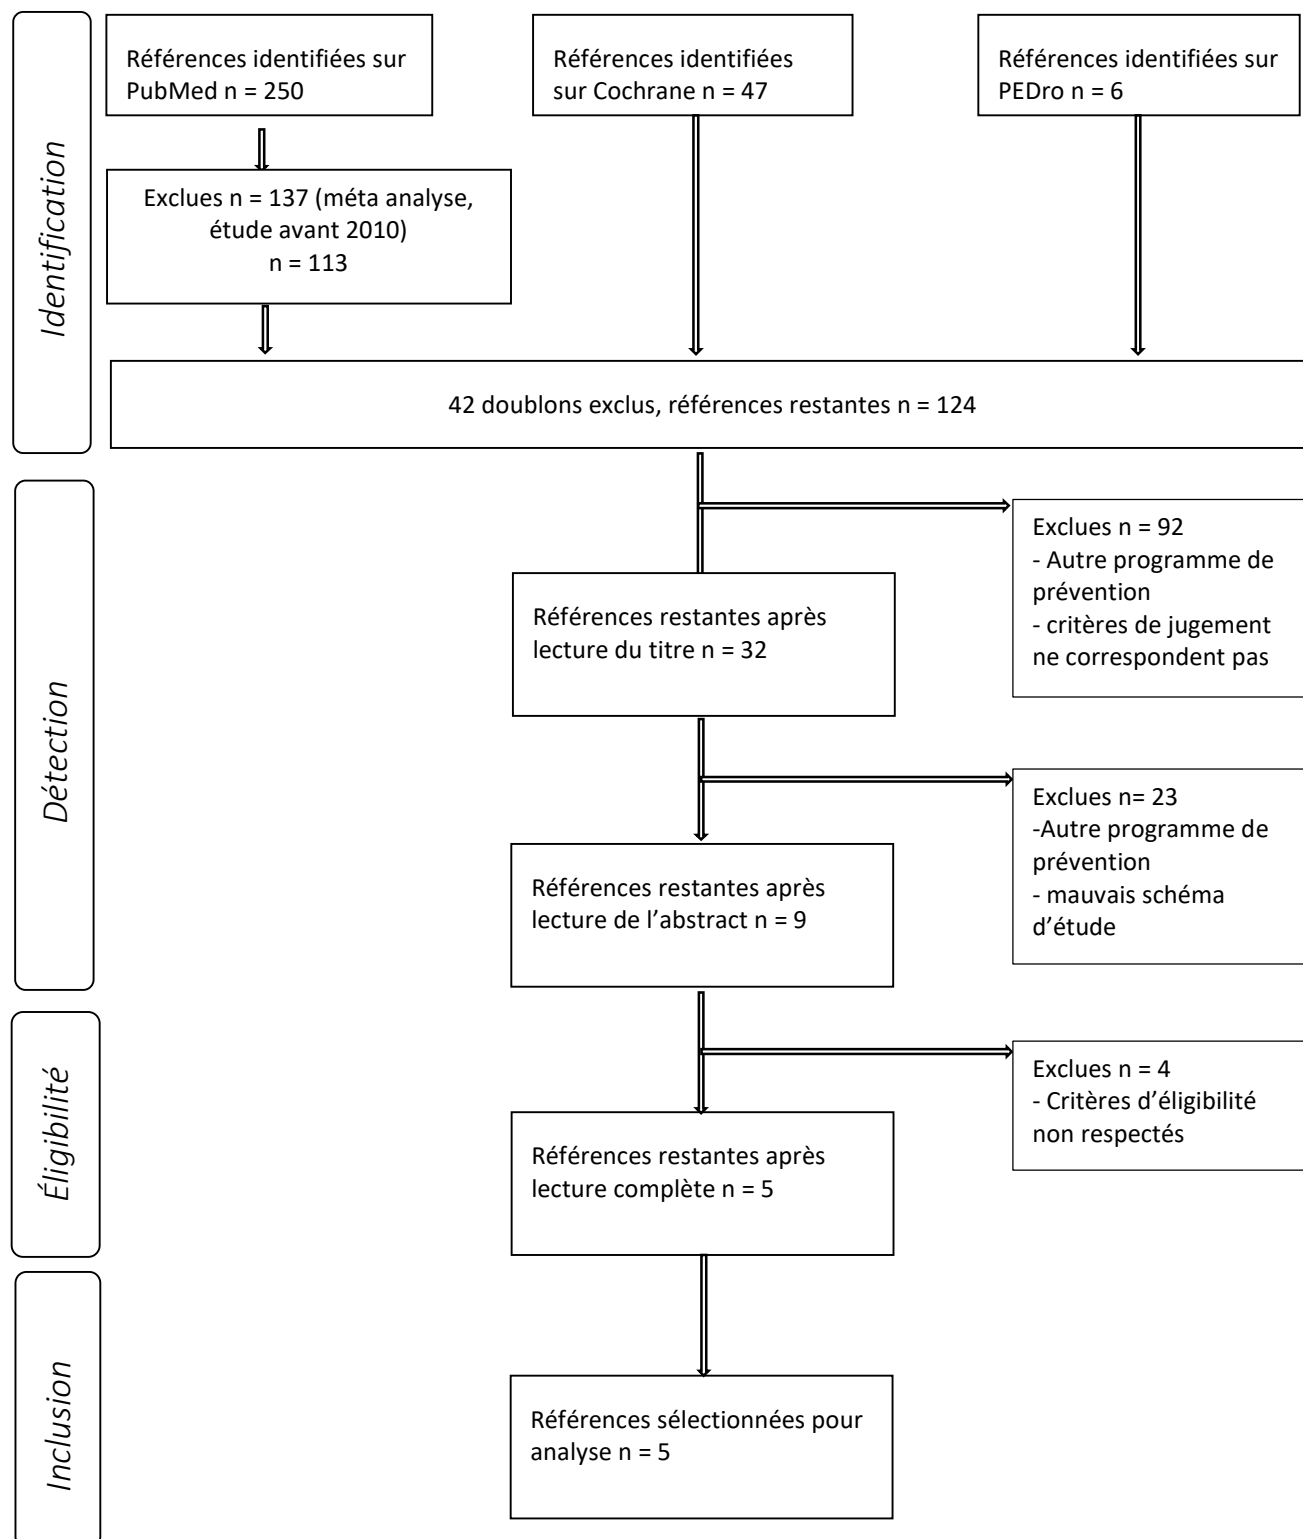 Identification
Références identifiées sur
PubMed n = 250
Références identifiées
sur Cochrane n = 47
Références identifiées sur
PEDro n = 6
Exclues n = 137 (méta analyse,
étude avant 2010)
n = 113
42 doublons exclus, références restantes n = 124
Détection
Exclues n = 92
- Autre programme de
prévention
- critères de jugement
ne correspondent pas
Références restantes après
lecture du titre n = 32
Exclues n= 23
-Autre programme de
prévention
- mauvais schéma
d’étude
Références restantes après
lecture de l’abstract n = 9
Éligibilité
Exclues n = 4
- Critères d’éligibilité
non respectés
Références restantes après
lecture complète n = 5
Inclusion
Références sélectionnées pour
analyse n = 5